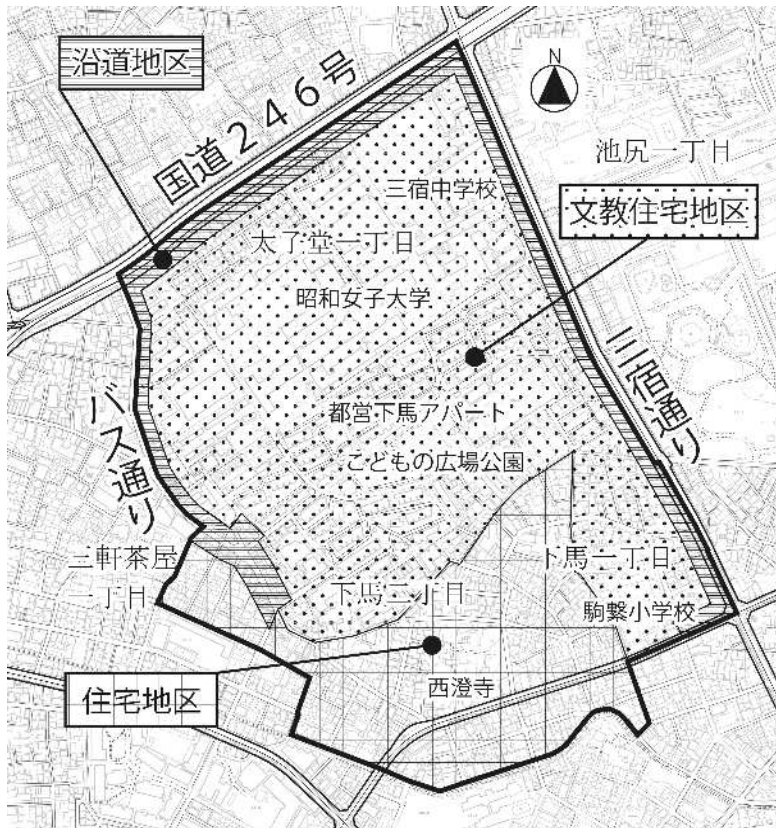 沿道地区
国道246号
N
池尻一丁目
三宿中学校
文教住宅地区
太子堂一丁目
昭和女子大学
三宿通り
都営下馬アパート
こどもの広場公園
バス通り
三軒茶屋
一丁目
下馬二丁目
下馬一丁目
駒繋小学校
住宅地区
西澄寺